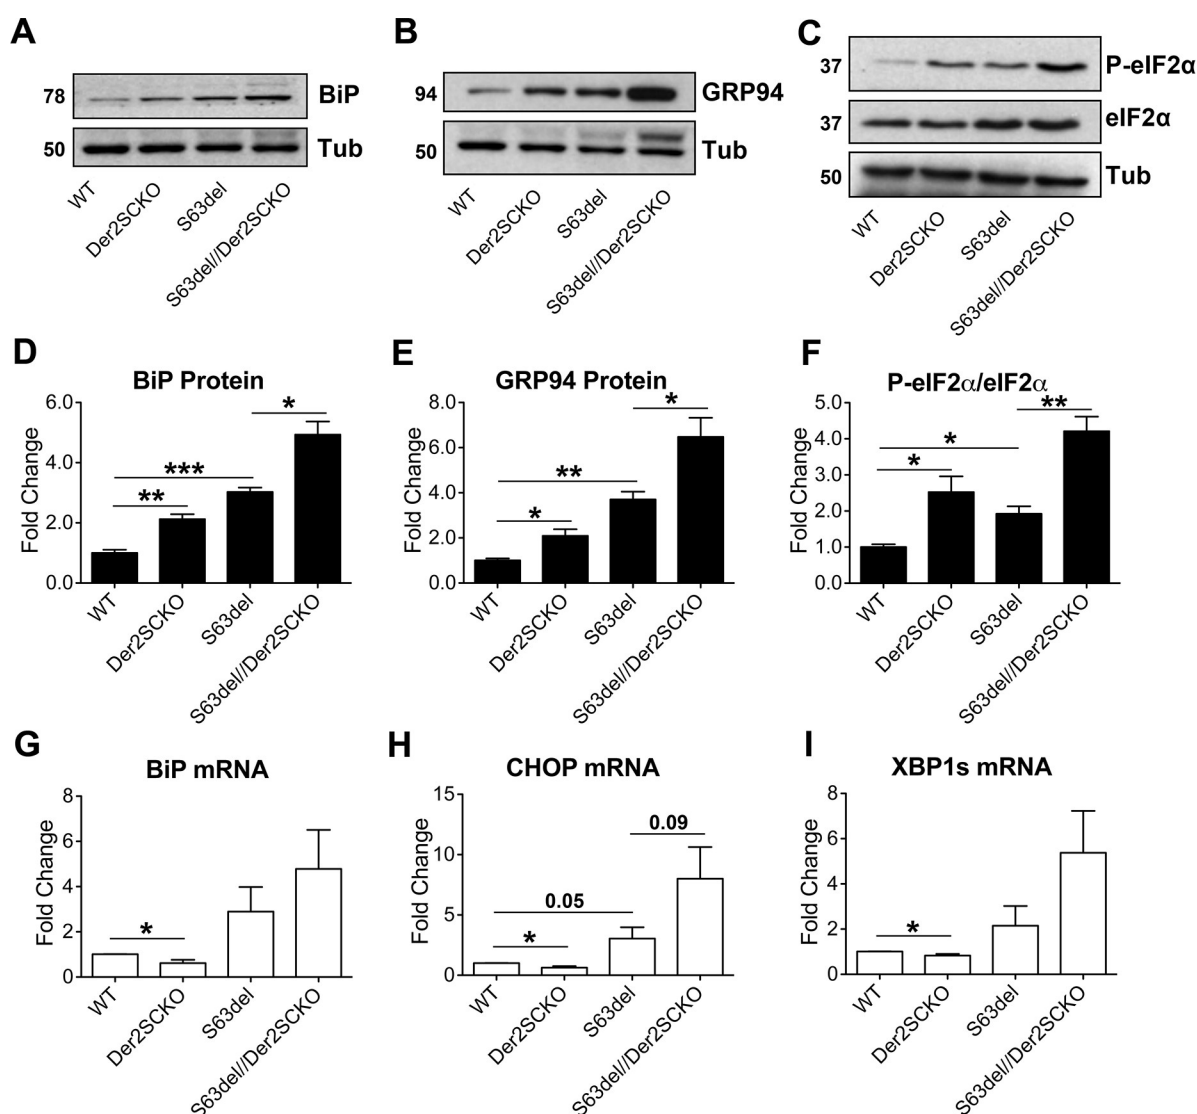 A
78
BiP
50
Tub
WT
Der2SCKO
S63del
S63del//Der2SCKO
B
94
GRP94
50
Tub
WT
Der2SCKO
S63del
S63del//Der2SCKO
C
37
P-eIF2α
37
eIF2α
50
Tub
WT
Der2SCKO
S63del
S63del//Der2SCKO
D
BiP Protein
Fold Change
6.0
4.0
2.0
0.0
**
***
*
WT
Der2SCKO
S63del
S63del//Der2SCKO
E
GRP94 Protein
Fold Change
8.0
6.0
4.0
2.0
0.0
*
**
*
WT
Der2SCKO
S63del
S63del//Der2SCKO
F
P-eIF2α/eIF2α
Fold Change
5.0
4.0
3.0
2.0
1.0
0.0
*
*
**
WT
Der2SCKO
S63del
S63del//Der2SCKO
G
BiP mRNA
Fold Change
8
6
4
2
0
*
WT
Der2SCKO
S63del
S63del//Der2SCKO
H
CHOP mRNA
Fold Change
15
10
5
0
*
0.05
0.09
WT
Der2SCKO
S63del
S63del//Der2SCKO
I
XBP1s mRNA
Fold Change
8
6
4
2
0
*
WT
Der2SCKO
S63del
S63del//Der2SCKO